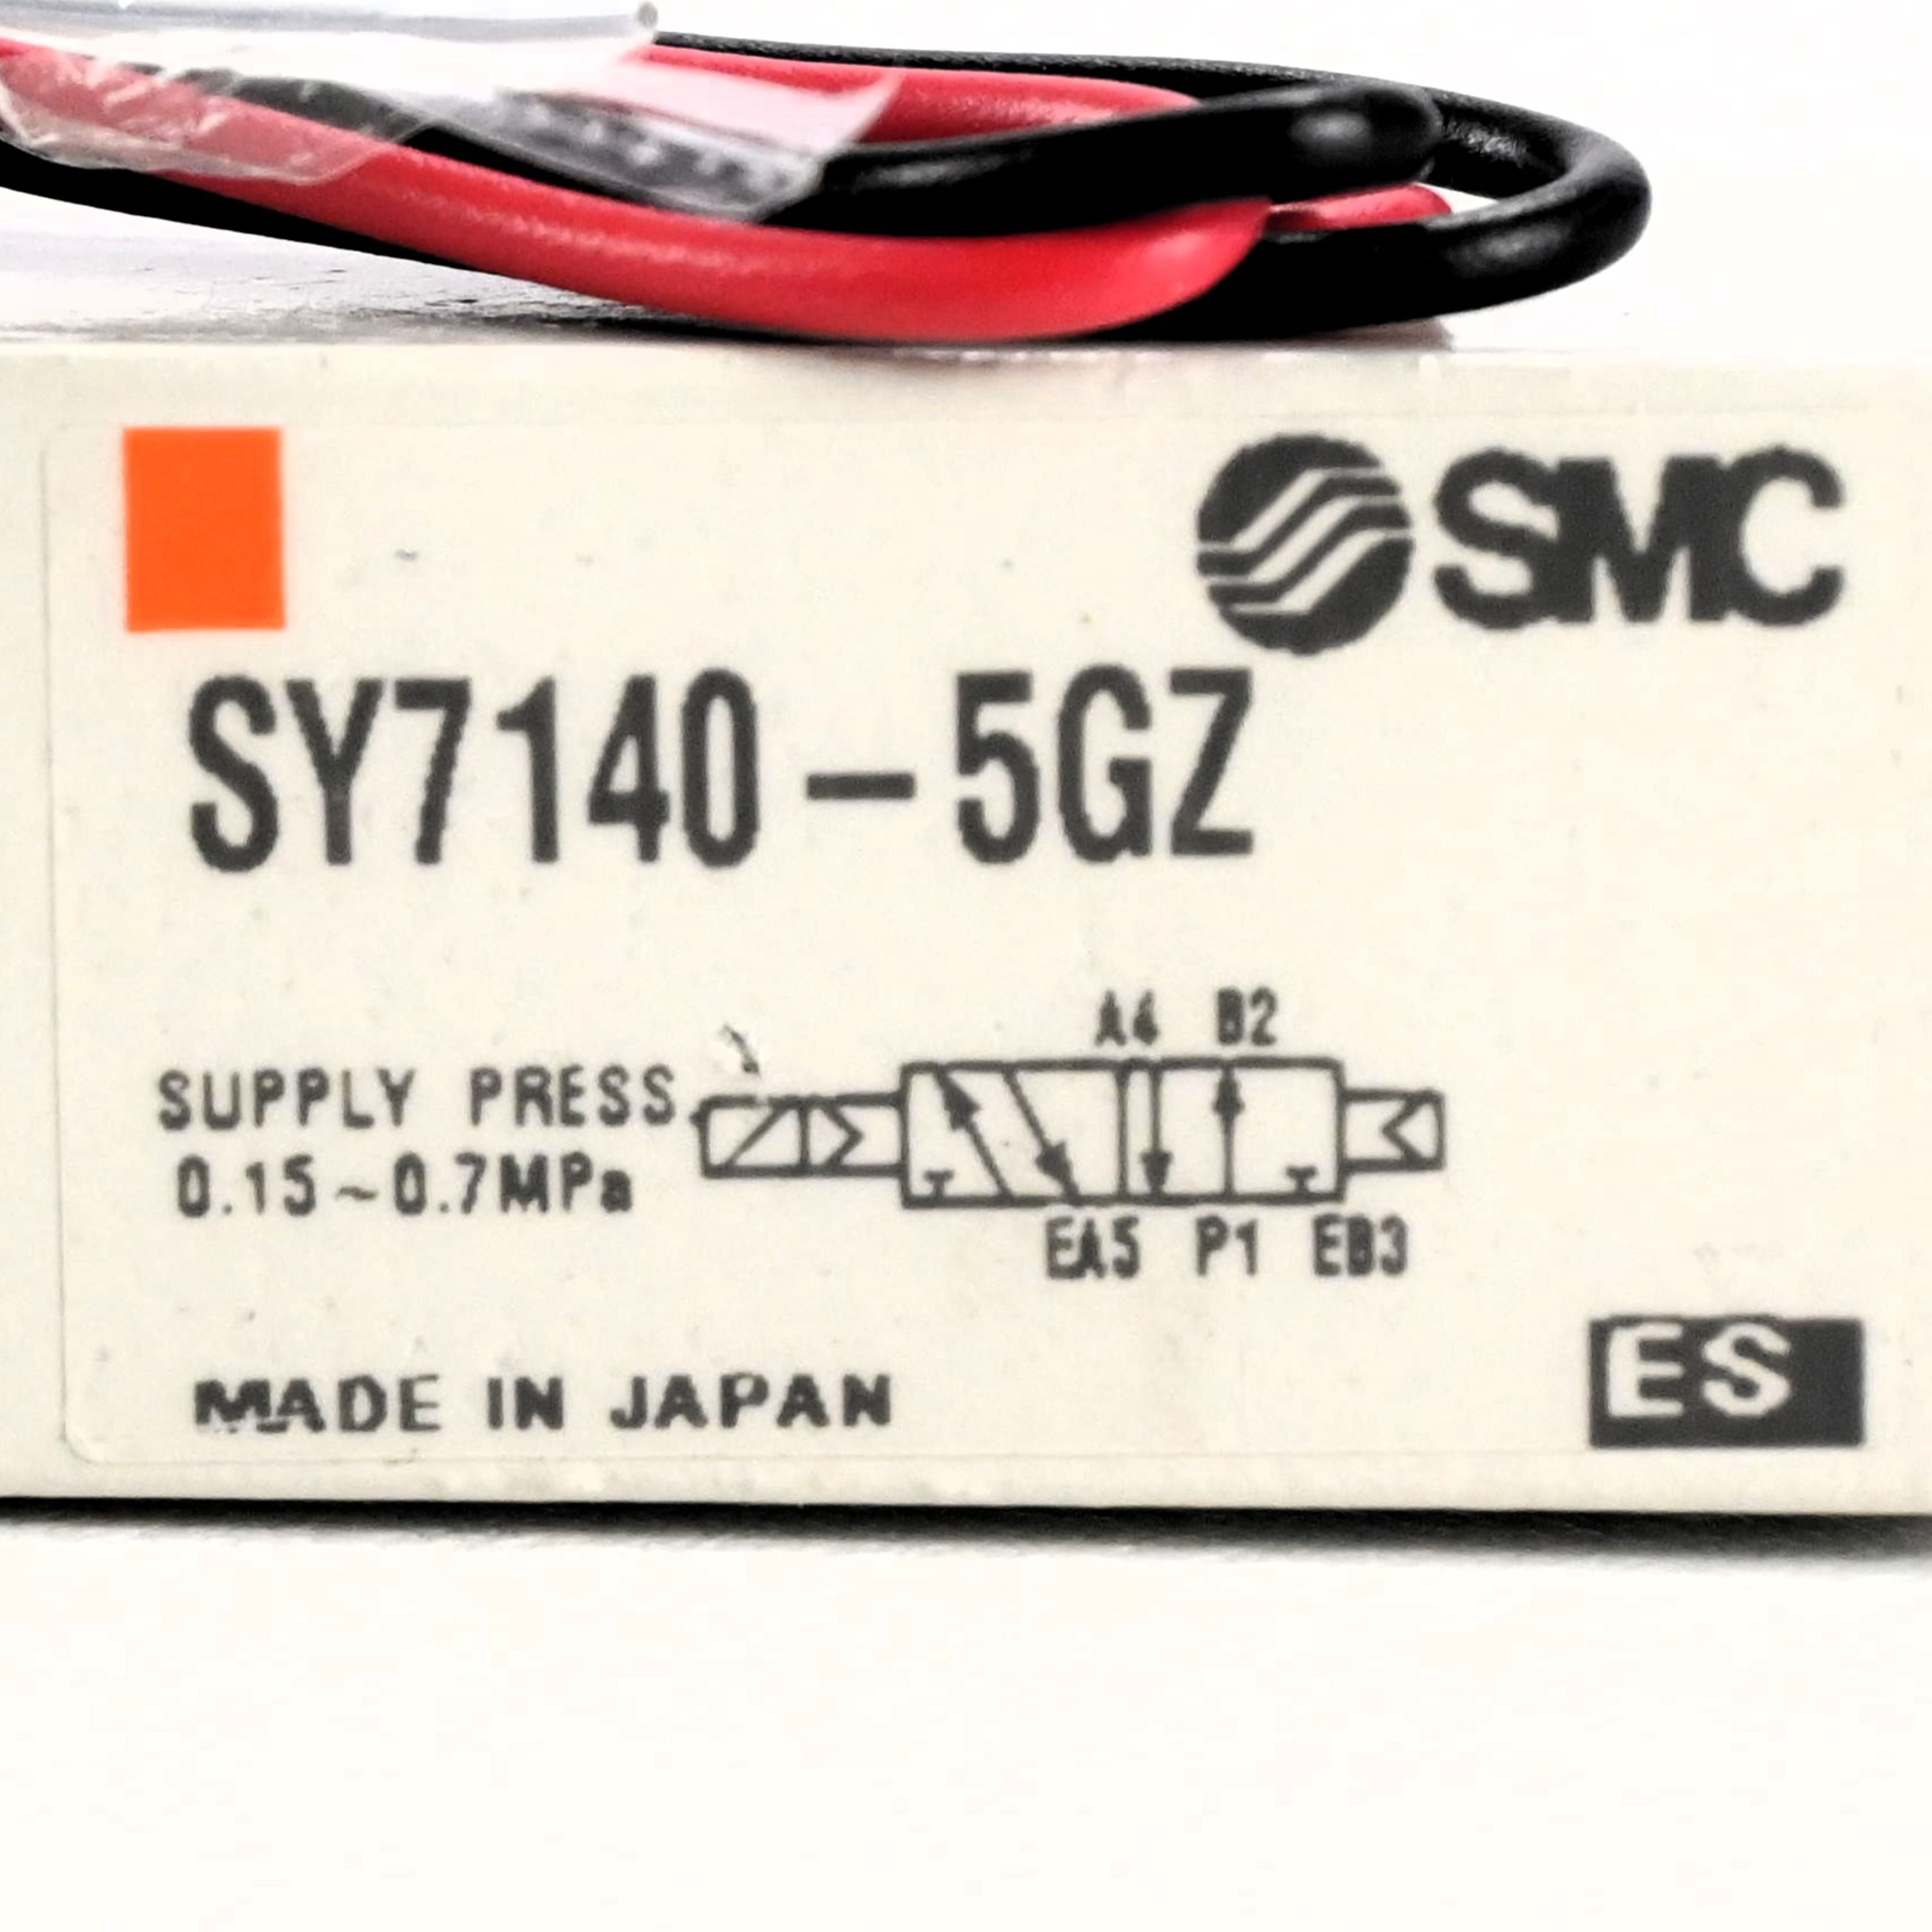 SMC
SY7140-5GZ
A4 B2
SUPPLY PRESS.
0.15~0.7MPa
EA5 P1 EB3
MADE IN JAPAN
ES